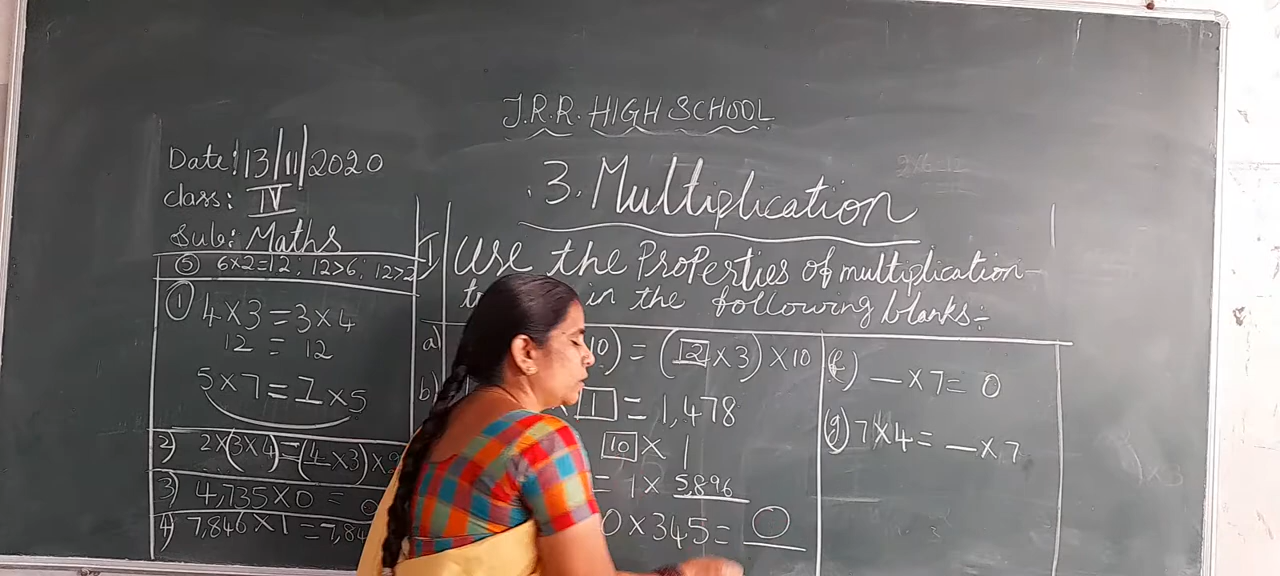 J.R.R. HIGH SCHOOL
Date: 13/11/2020
Class: IV
Sub: Maths
3. Multiplication
5 6×2=12; 12>6; 12>2
1 4×3=3×4
12 = 12
5×7=7×5
2) 2×(3×4)=(4×3)×2
3) 4,735×0 = 0
4) 7,846×1=7,84
I) Use the Properties of multiplication
in the following blanks:-
a) 10) = (12×3)×10
b) × 1 = 1,478
10 × 1
= 1× 5,896
0×345= 0
f) _×7= 0
g) 7×4= _×7